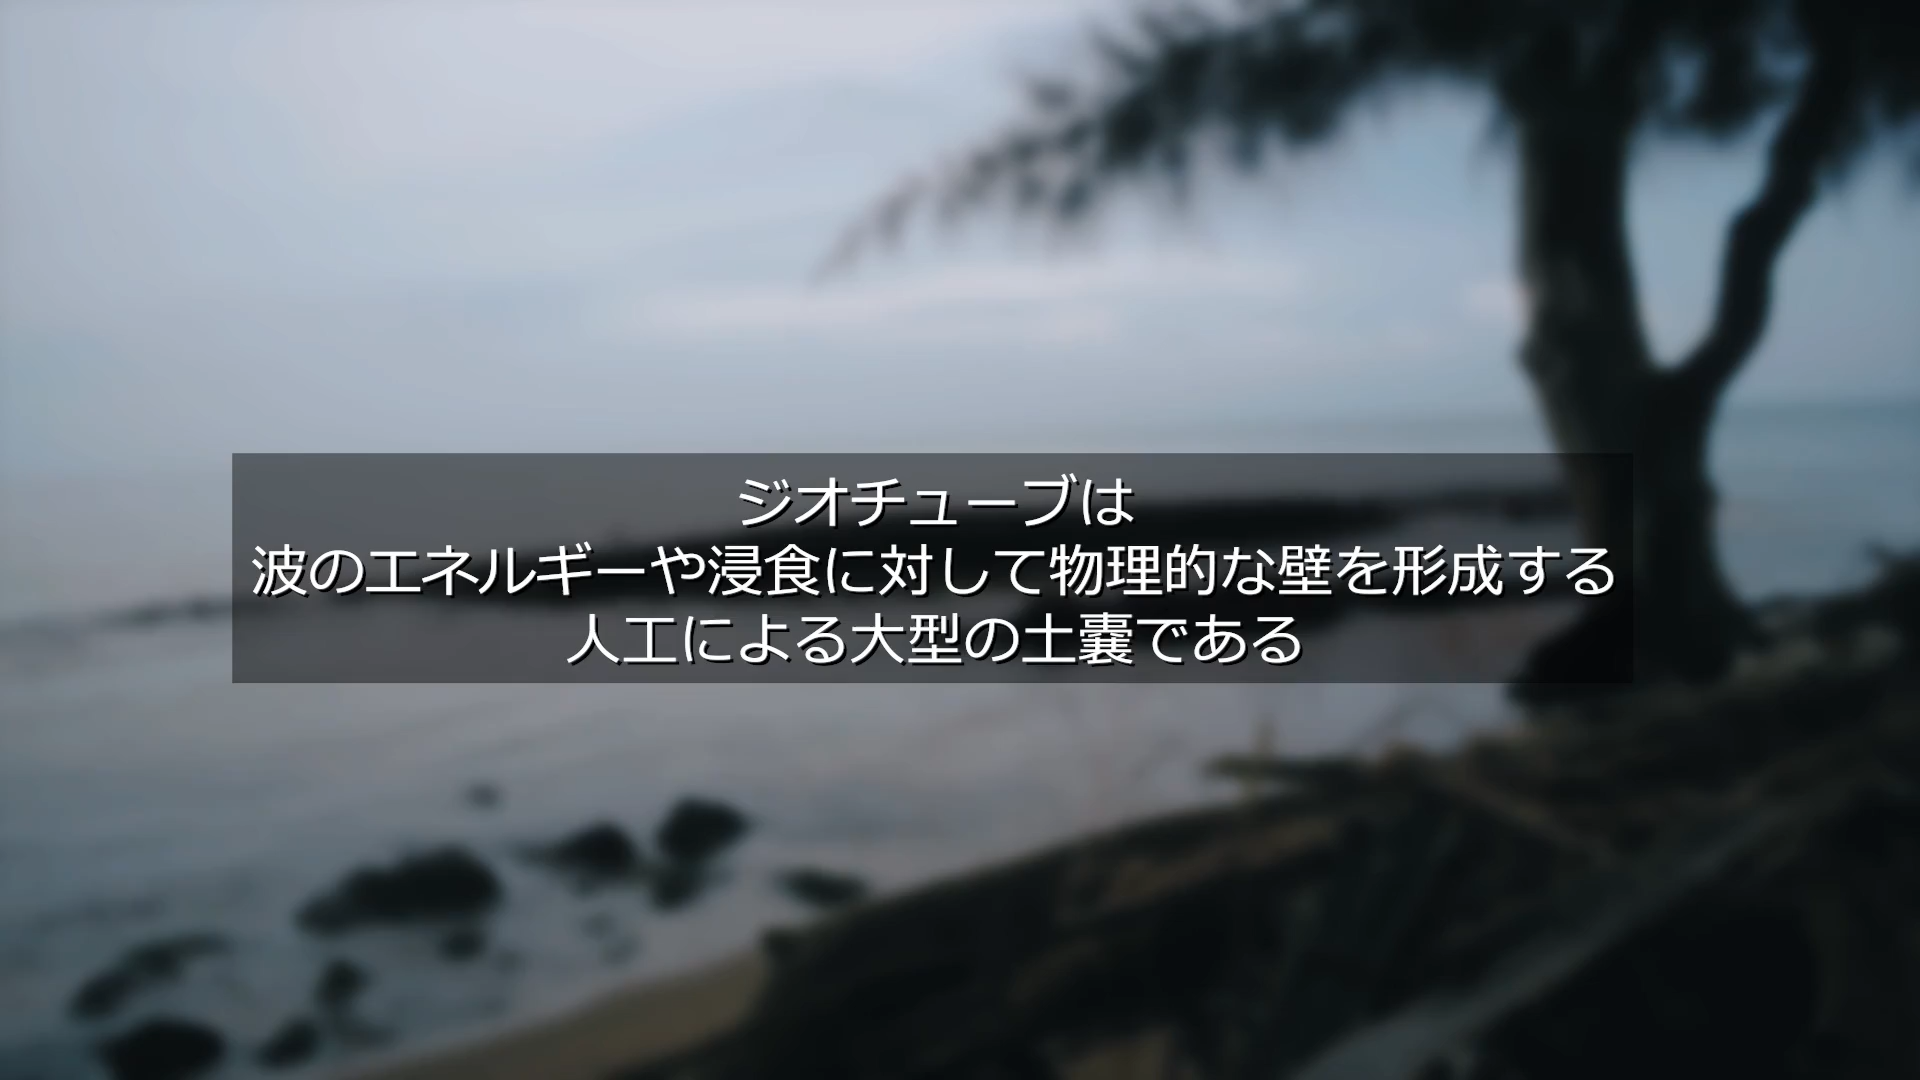 ジオチューブは
波のエネルギーや浸食に対して物理的な壁を形成する
人工による大型の土嚢である